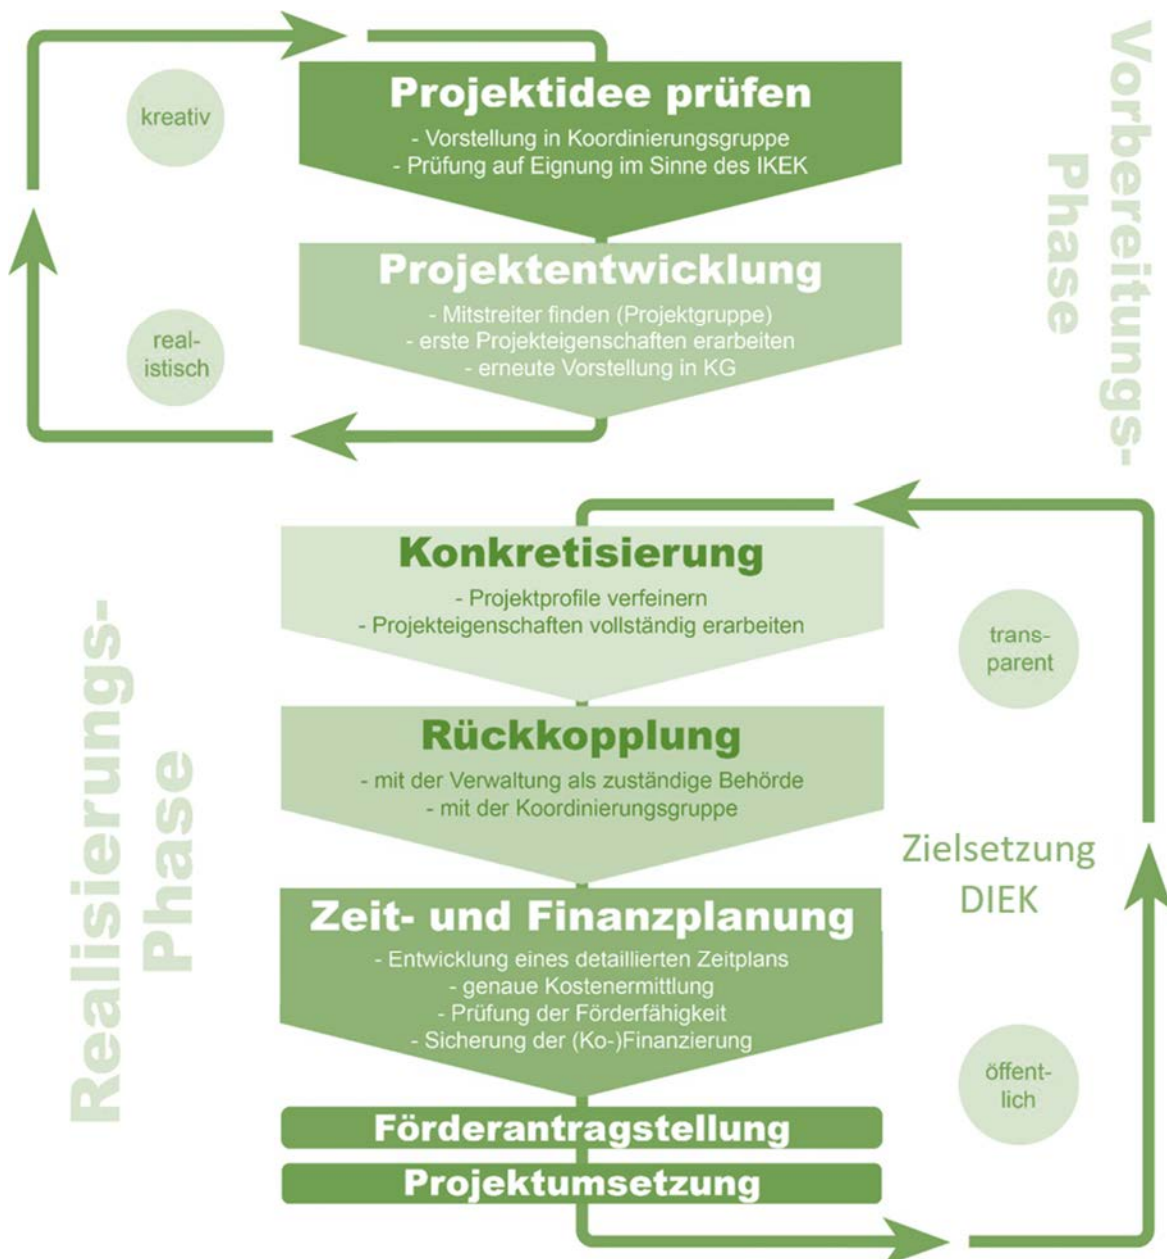 Vorbereitungs-
Phase
kreativ
Projektidee prüfen
- Vorstellung in Koordinierungsgruppe
- Prüfung auf Eignung im Sinne des IKEK
Projektentwicklung
- Mitstreiter finden (Projektgruppe)
- erste Projekteigenschaften erarbeiten
- erneute Vorstellung in KG
real-
istisch
Realisierungs-
Phase
Konkretisierung
- Projektprofile verfeinern
- Projekteigenschaften vollständig erarbeiten
trans-
parent
Rückkopplung
- mit der Verwaltung als zuständige Behörde
- mit der Koordinierungsgruppe
Zielsetzung
DIEK
Zeit- und Finanzplanung
- Entwicklung eines detaillierten Zeitplans
- genaue Kostenermittlung
- Prüfung der Förderfähigkeit
- Sicherung der (Ko-)Finanzierung
öffent-
lich
Förderantragstellung
Projektumsetzung